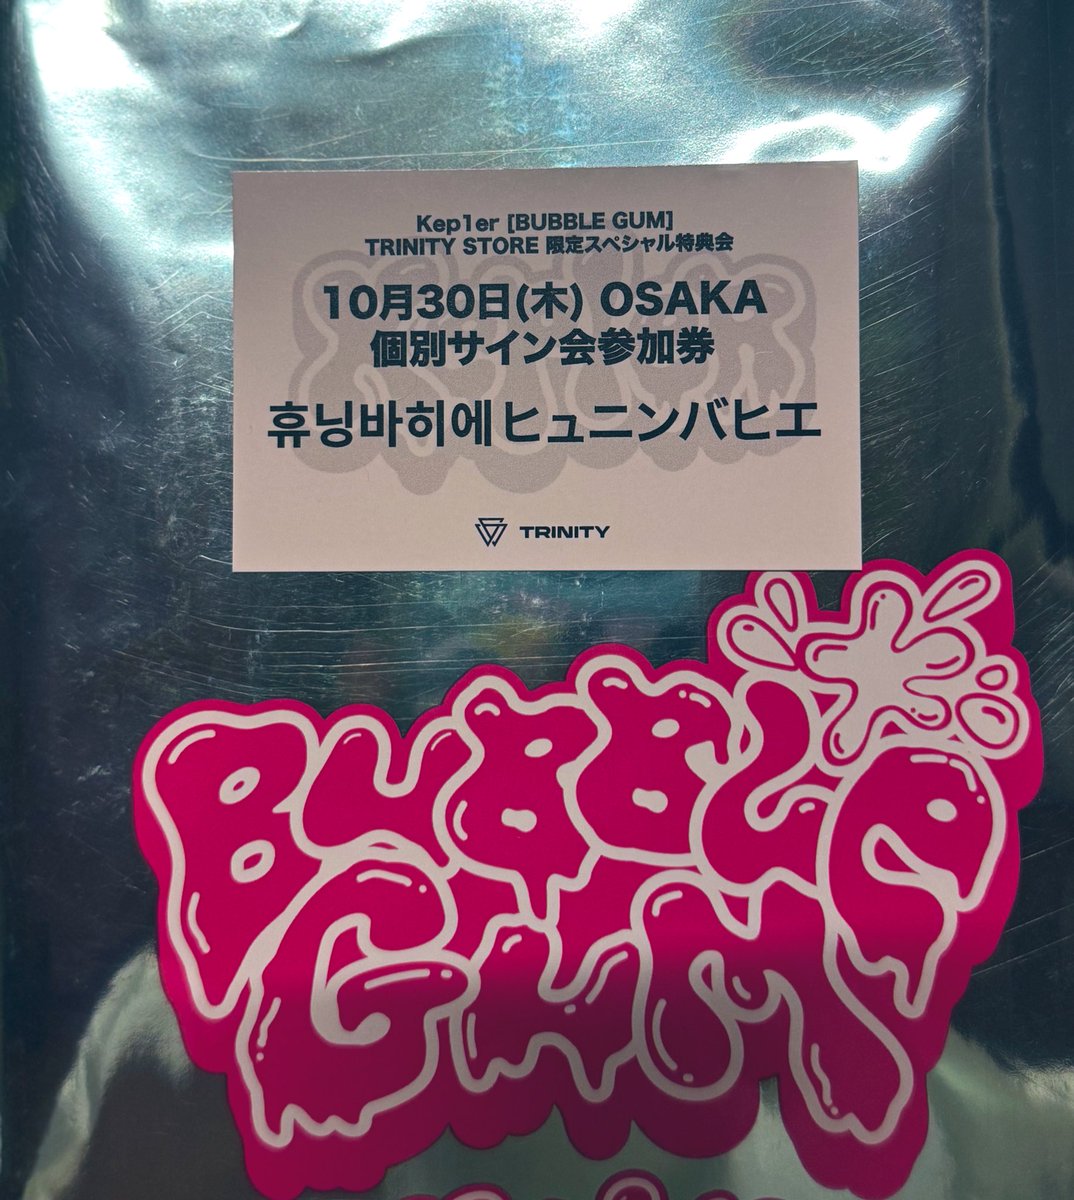 Kep1er [BUBBLE GUM]
TRINITY STORE 限定スペシャル特典会
10月30日(木) OSAKA
個別サイン会参加券
휴닝바히에 ヒュニンバヒエ
TRINITY
BUBBLE
GUM